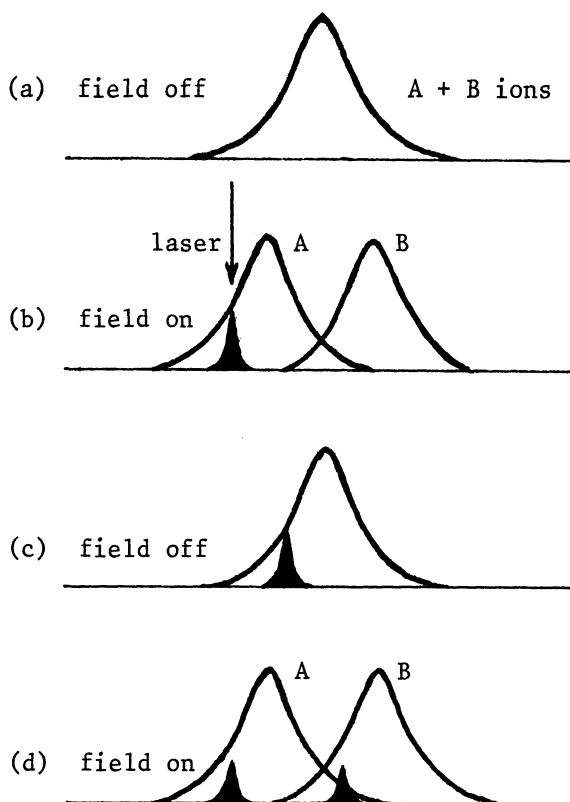 (a) field off A + B ions
laser A B
(b) field on
(c) field off
A B
(d) field on